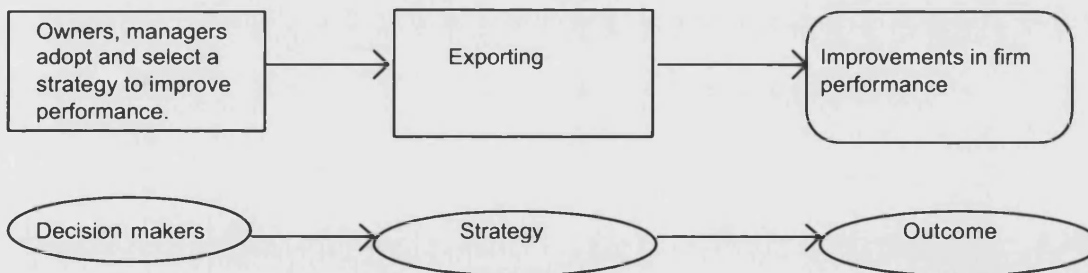 Owners, managers
adopt and select a
strategy to improve
performance.
Exporting
Improvements in firm
performance
Decision makers
Strategy
Outcome